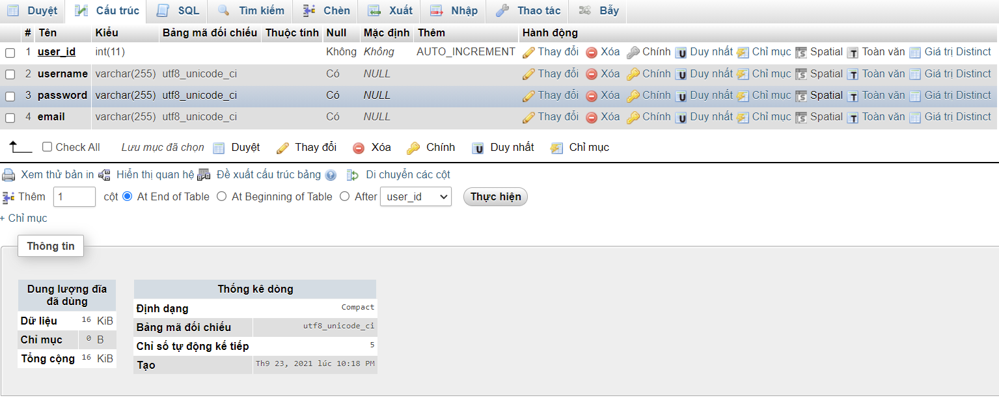 Duyệt Cấu trúc SQL Tìm kiếm Chèn Xuất Nhập Thao tác Bẫy
# Tên Kiểu Bảng mã đối chiếu Thuộc tính Null Mặc định Thêm Hành động
1 user_id int(11) Không Không AUTO_INCREMENT Thay đổi Xóa Chính Duy nhất Chỉ mục Spatial Toàn văn Giá trị Distinct
2 username varchar(255) utf8_unicode_ci Có NULL Thay đổi Xóa Chính Duy nhất Chỉ mục Spatial Toàn văn Giá trị Distinct
3 password varchar(255) utf8_unicode_ci Có NULL Thay đổi Xóa Chính Duy nhất Chỉ mục Spatial Toàn văn Giá trị Distinct
4 email varchar(255) utf8_unicode_ci Có NULL Thay đổi Xóa Chính Duy nhất Chỉ mục Spatial Toàn văn Giá trị Distinct
Check All Lưu mục đã chọn Duyệt Thay đổi Xóa Chính Duy nhất Chỉ mục
Xem thử bản in Hiển thị quan hệ Đề xuất cấu trúc bảng Di chuyển các cột
Thêm 1 cột At End of Table At Beginning of Table After user_id Thực hiện
+ Chỉ mục
Thông tin
Dung lượng đĩa
đã dùng
Dữ liệu 16 KiB
Chỉ mục 0 B
Tổng cộng 16 KiB
Thống kê dòng
Định dạng Compact
Bảng mã đối chiếu utf8_unicode_ci
Chỉ số tự động kế tiếp 5
Tạo Th9 23, 2021 lúc 10:18 PM